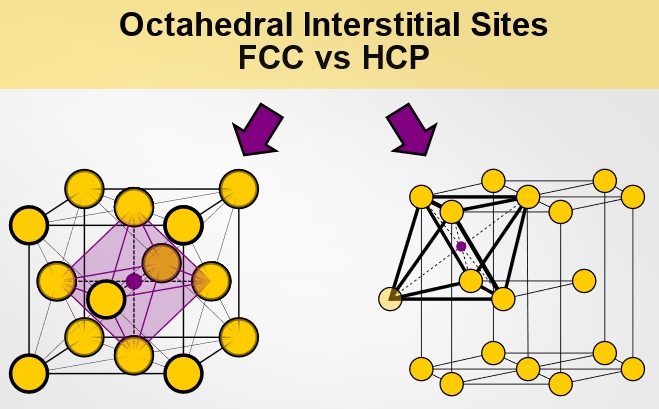 Octahedral Interstitial Sites
FCC vs HCP